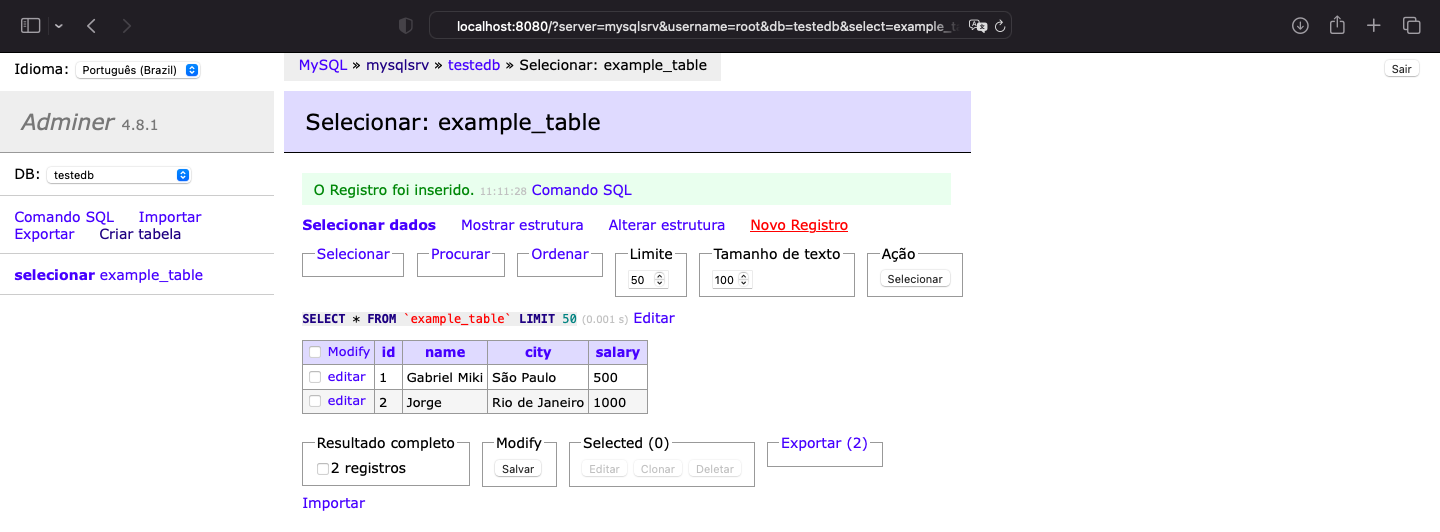 localhost:8080/?server=mysqlsrv&username=root&db=testedb&select=example_t
Idioma: Português (Brazil)
MySQL » mysqlsrv » testedb » Selecionar: example_table
Sair
Adminer 4.8.1
Selecionar: example_table
DB: testedb
O Registro foi inserido. 11:11:28 Comando SQL
Comando SQL Importar
Exportar Criar tabela
Selecionar dados Mostrar estrutura Alterar estrutura Novo Registro
selecionar example_table
Selecionar Procurar Ordenar Limite Tamanho de texto Ação
50 100 Selecionar
SELECT * FROM `example_table` LIMIT 50 (0.001 s) Editar
Modify id name city salary
editar 1 Gabriel Miki São Paulo 500
editar 2 Jorge Rio de Janeiro 1000
Resultado completo Modify Selected (0) Exportar (2)
2 registros Salvar Editar Clonar Deletar
Importar